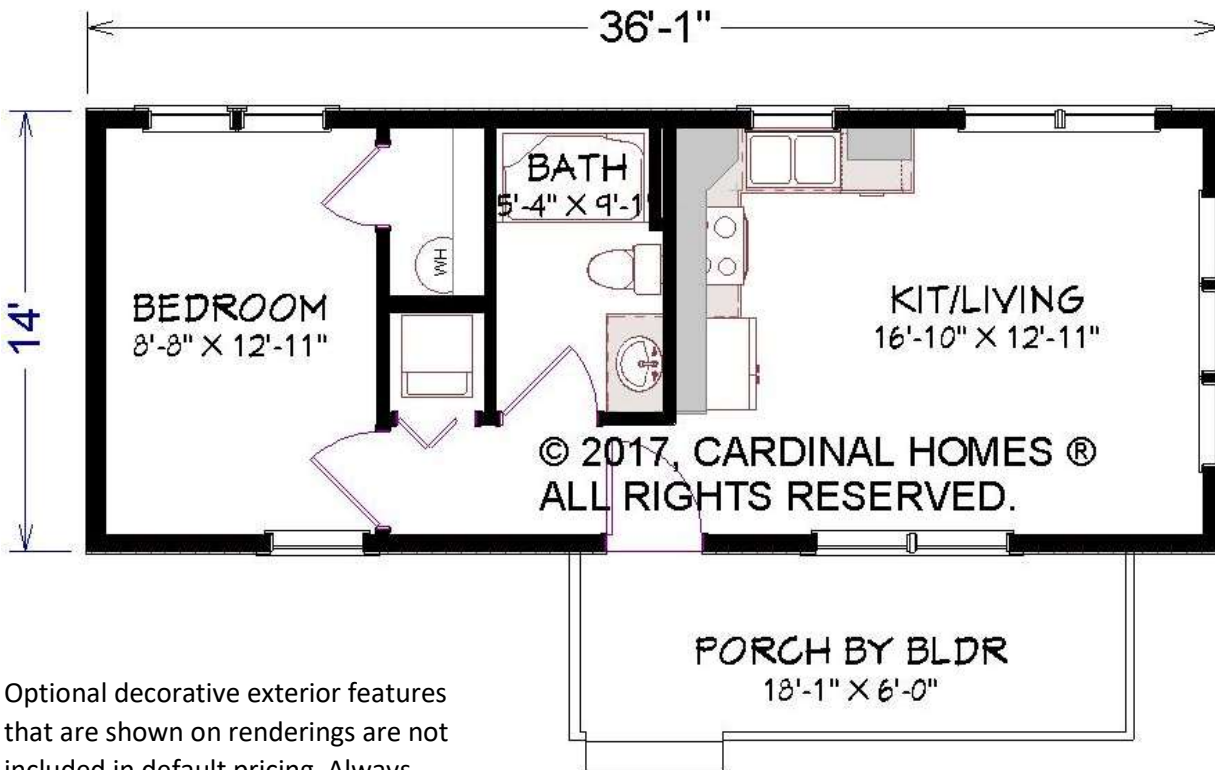 36'-1"
14'
BATH
5'-4" X 9'-1
WH
BEDROOM
8'-8" X 12'-11"
KIT/LIVING
16'-10" X 12'-11"
© 2017, CARDINAL HOMES ®
ALL RIGHTS RESERVED.
PORCH BY BLDR
18'-1" X 6'-0"
Optional decorative exterior features
that are shown on renderings are not
included in default pricing. Always